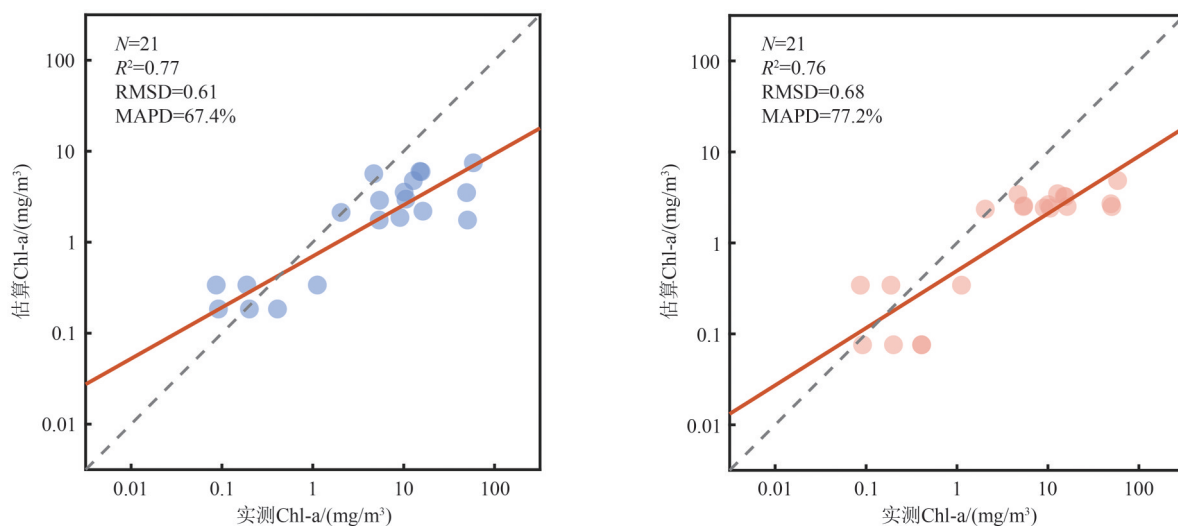 N=21
R²=0.77
RMSD=0.61
MAPD=67.4%
100
10
1
0.1
0.01
估算Chl-a/(mg/m³)
0.01 0.1 1 10 100
实测Chl-a/(mg/m³)
N=21
R²=0.76
RMSD=0.68
MAPD=77.2%
100
10
1
0.1
0.01
估算Chl-a/(mg/m³)
0.01 0.1 1 10 100
实测Chl-a/(mg/m³)